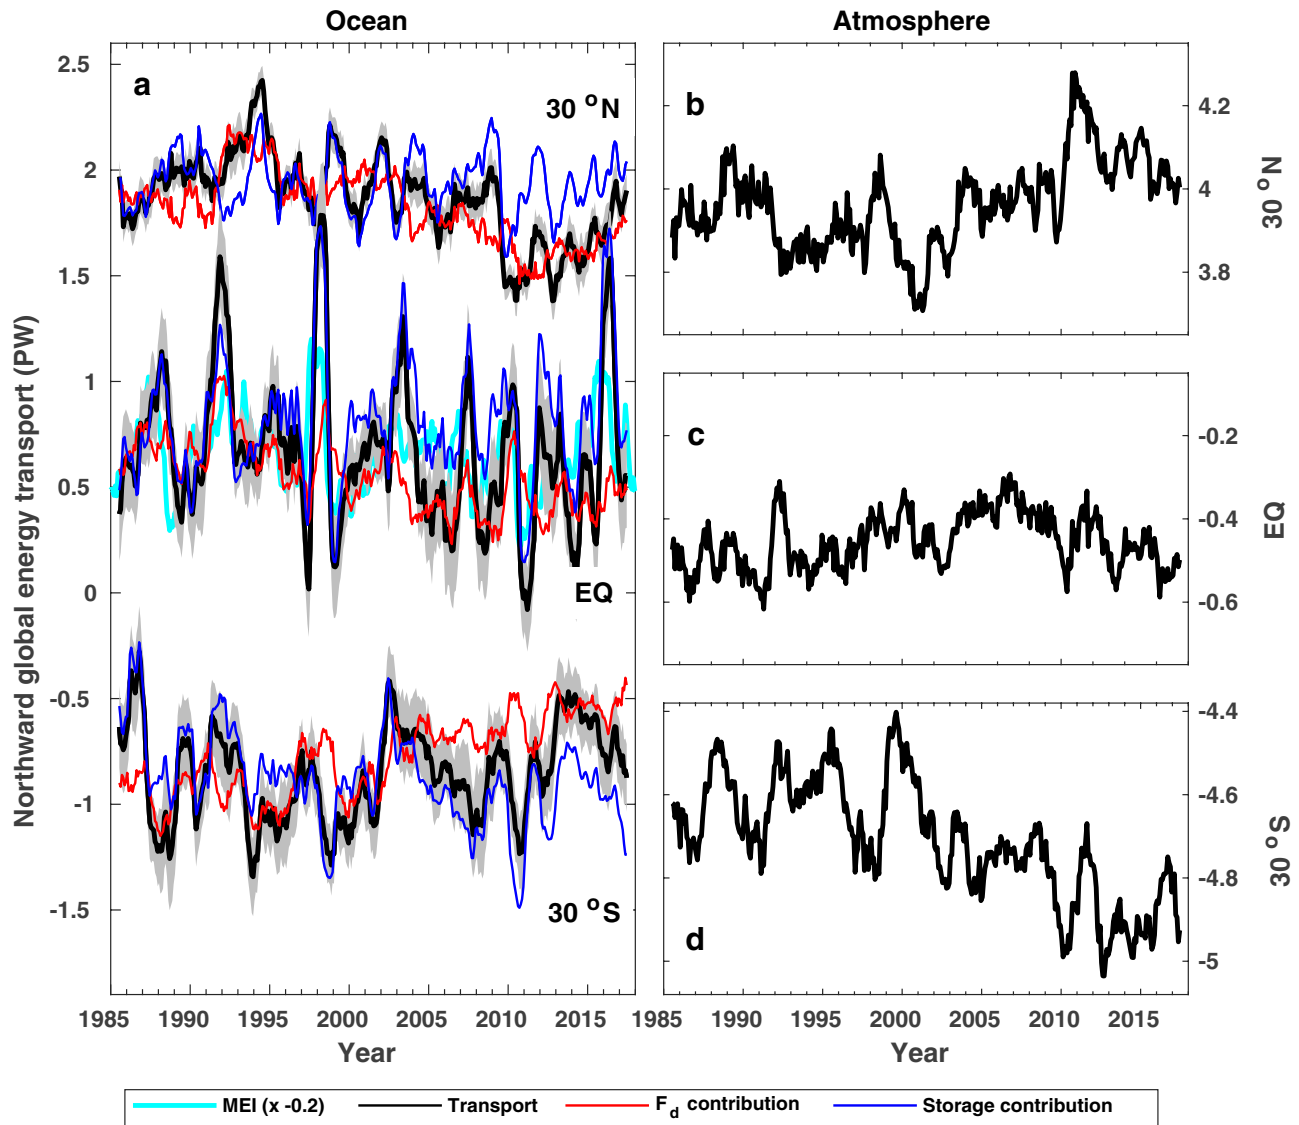 Ocean
Atmosphere
Northward global energy transport (PW)
2.5
2
1.5
1
0.5
0
-0.5
-1
-1.5
a
30 °N
EQ
30 °S
1985 1990 1995 2000 2005 2010 2015
Year
b
4.2
4
3.8
30 °N
c
-0.2
-0.4
-0.6
EQ
d
-4.4
-4.6
-4.8
-5
30 °S
1985 1990 1995 2000 2005 2010 2015
Year
MEI (x -0.2) Transport F_d contribution Storage contribution